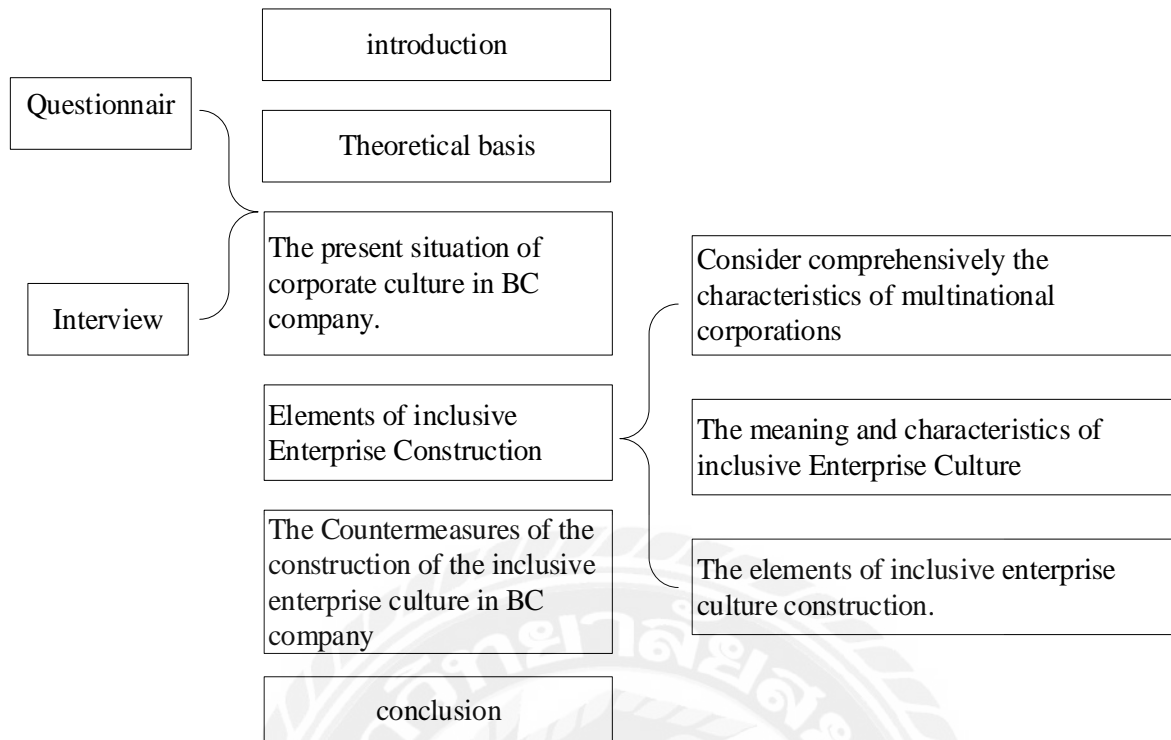 introduction
Questionnair
Theoretical basis
The present situation of
corporate culture in BC
company.
Interview
Consider comprehensively the
characteristics of multinational
corporations
Elements of inclusive
Enterprise Construction
The meaning and characteristics of
inclusive Enterprise Culture
The Countermeasures of the
construction of the inclusive
enterprise culture in BC
company
The elements of inclusive enterprise
culture construction.
conclusion